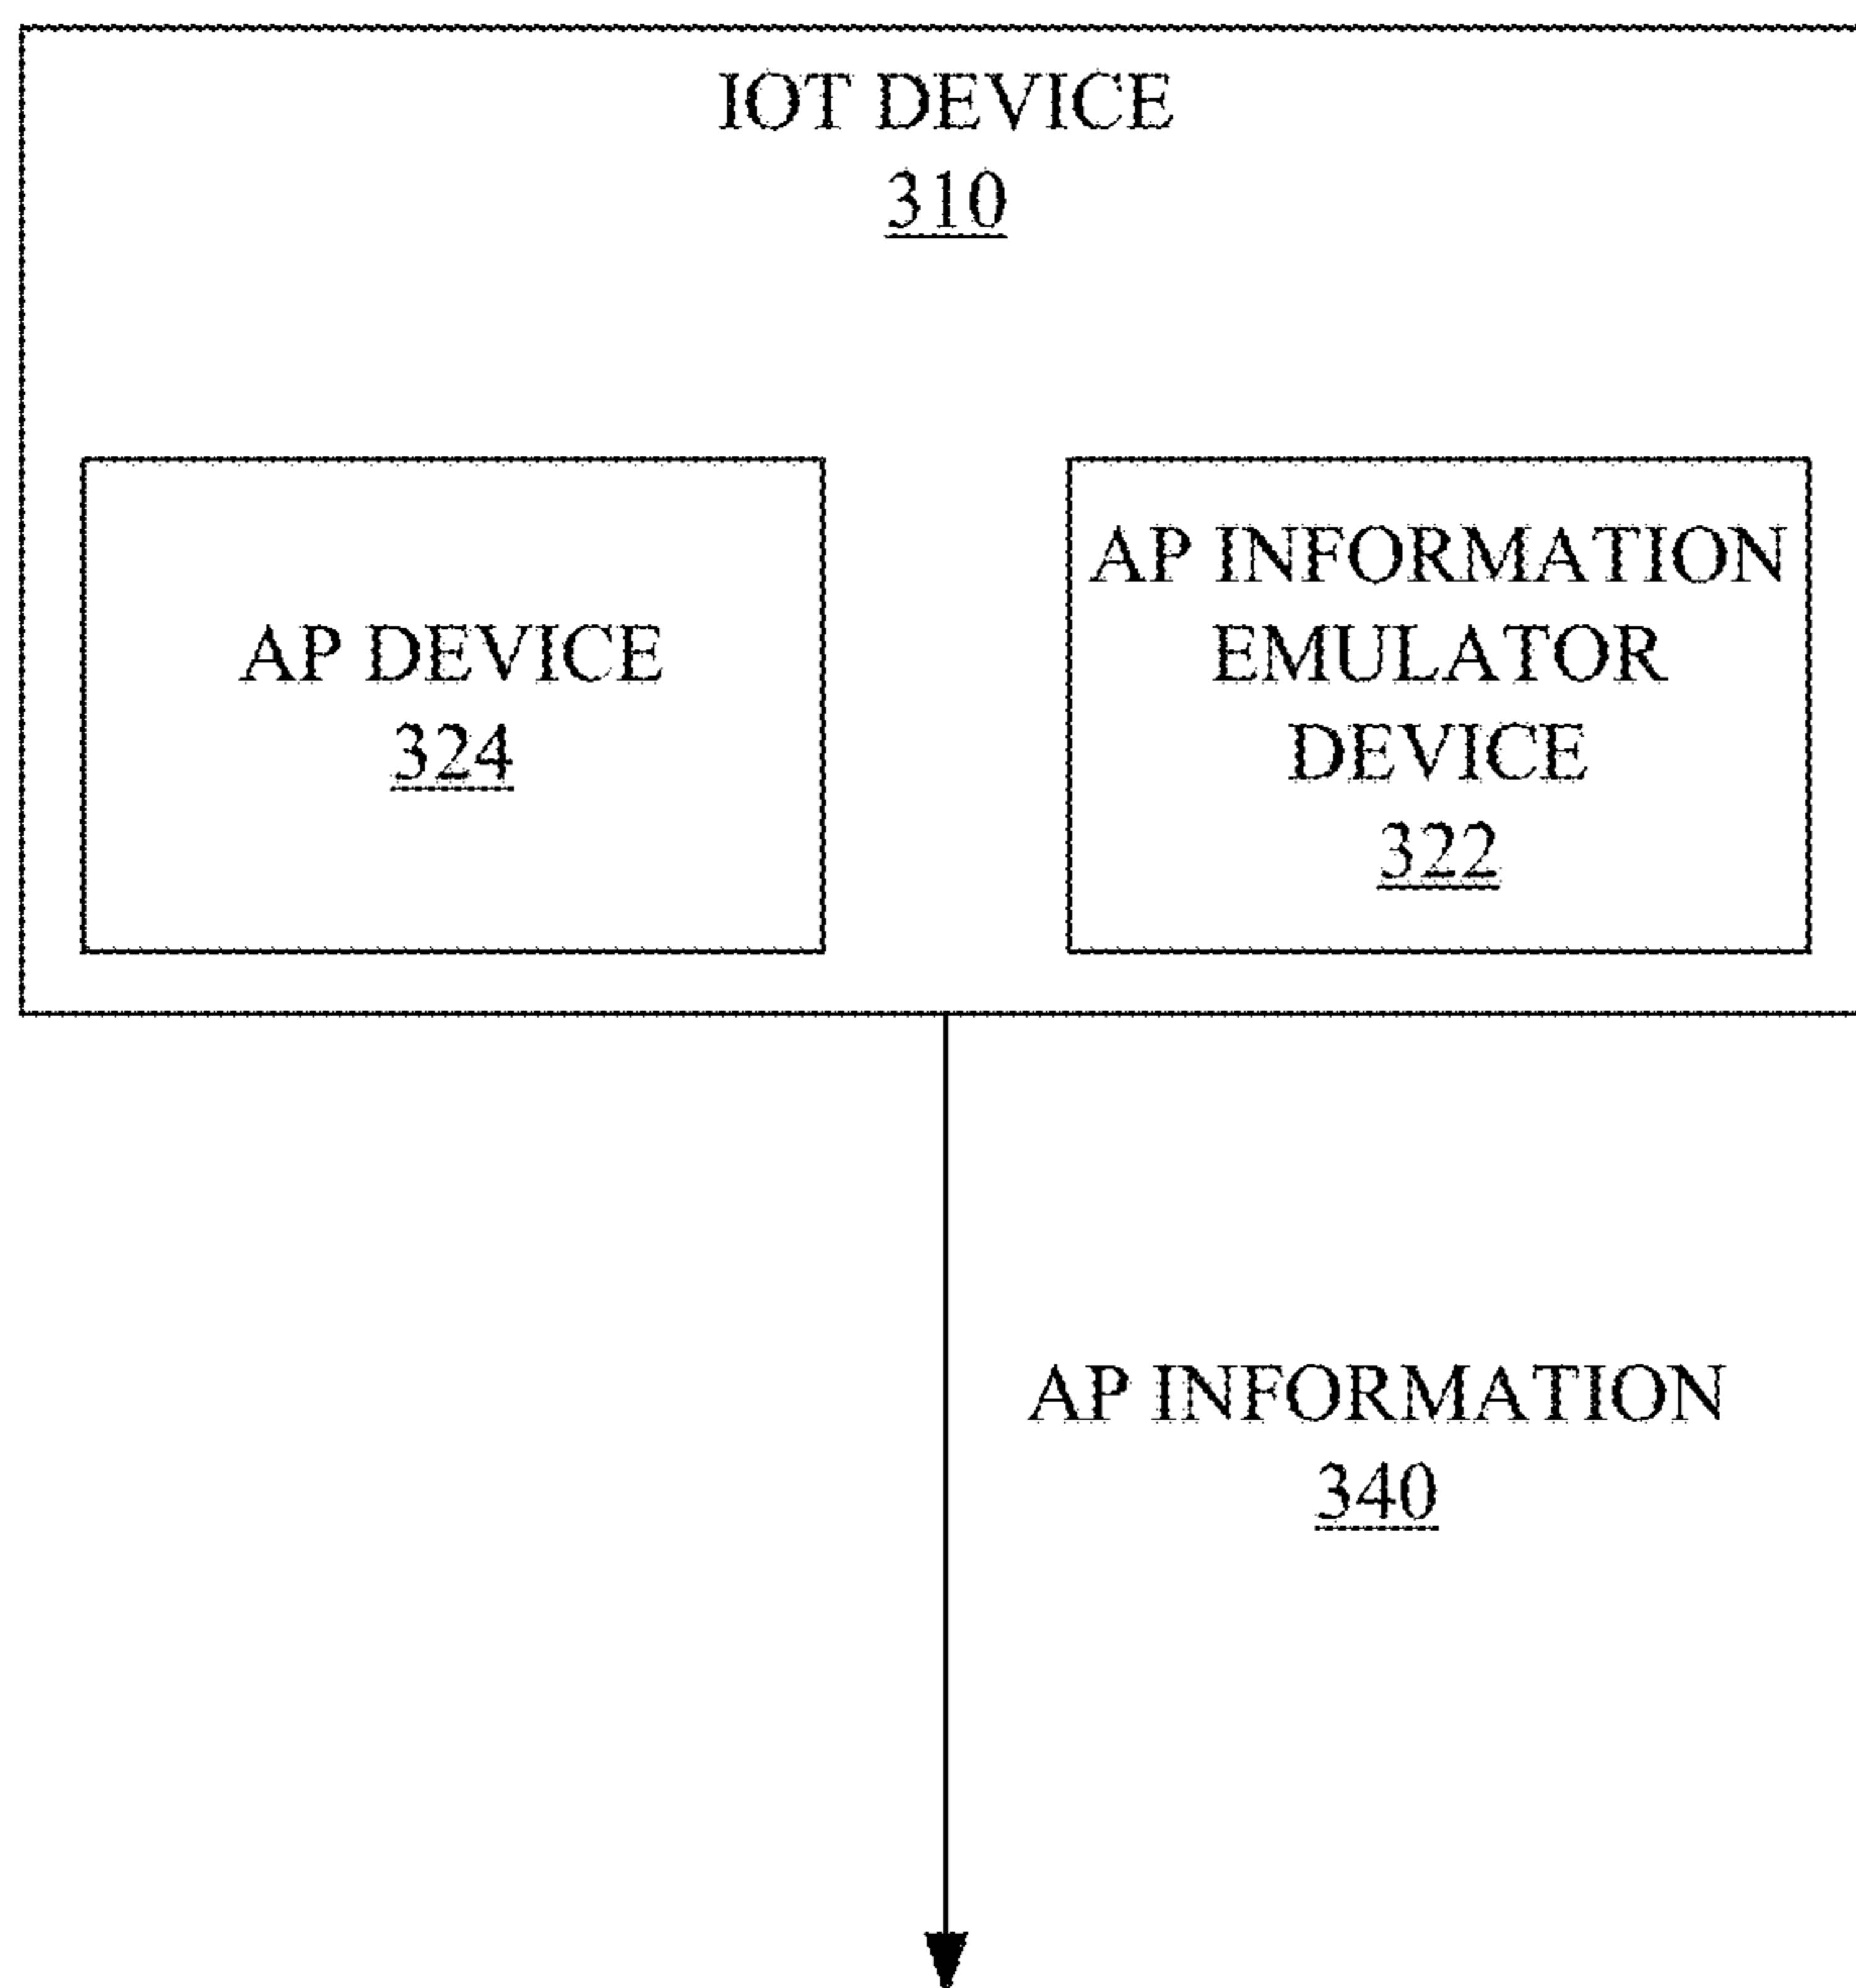 IOT DEVICE
310
AP DEVICE
324
AP INFORMATION
EMULATOR
DEVICE
322
AP INFORMATION
340